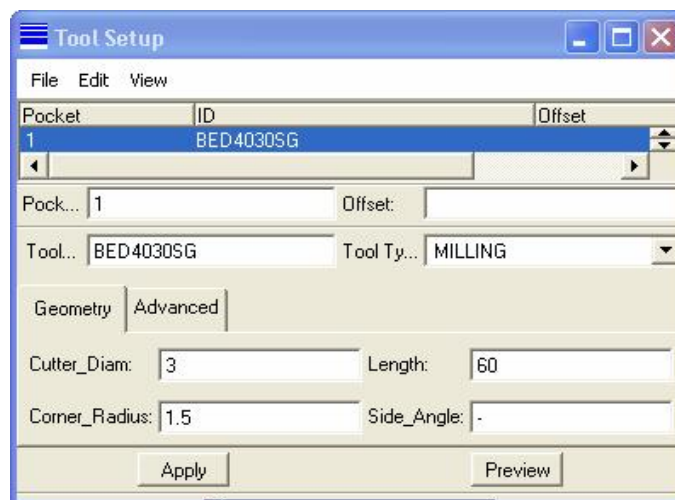 Tool Setup
File Edit View
Pocket ID Offset
1 BED4030SG
Pock... 1 Offset:
Tool... BED4030SG Tool Ty... MILLING
Geometry Advanced
Cutter_Diam: 3 Length: 60
Corner_Radius: 1.5 Side_Angle: -
Apply Preview